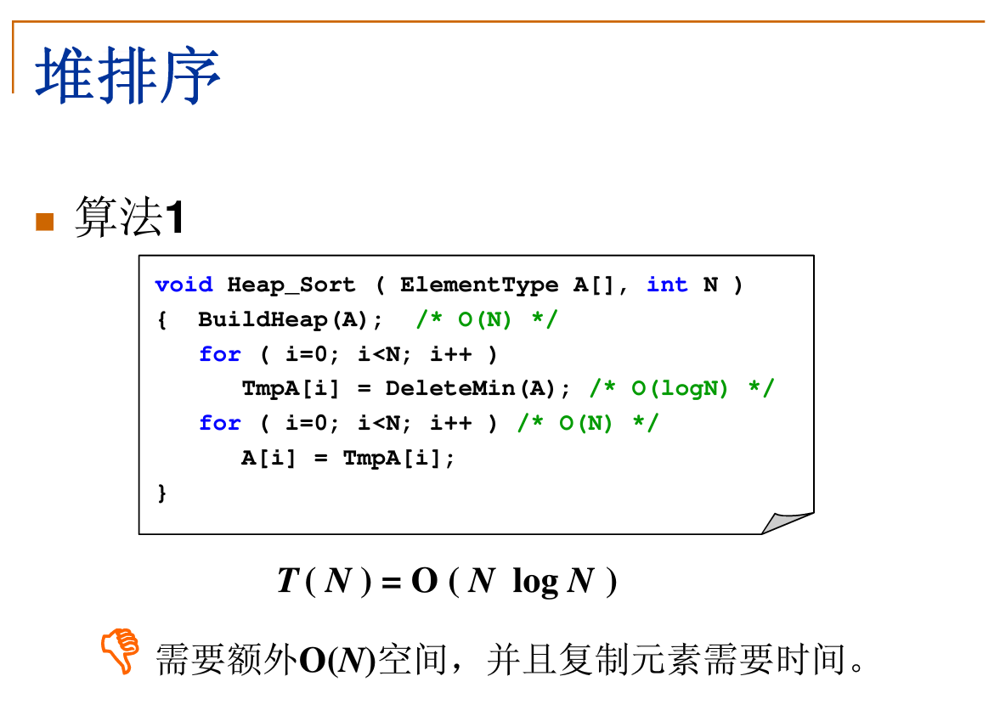 堆排序
算法1
void Heap_Sort ( ElementType A[], int N )
{  BuildHeap(A);  /* O(N) */
   for ( i=0; i<N; i++ )
      TmpA[i] = DeleteMin(A); /* O(logN) */
   for ( i=0; i<N; i++ ) /* O(N) */
      A[i] = TmpA[i];
}
T ( N ) = O ( N log N )
需要额外O(N)空间，并且复制元素需要时间。